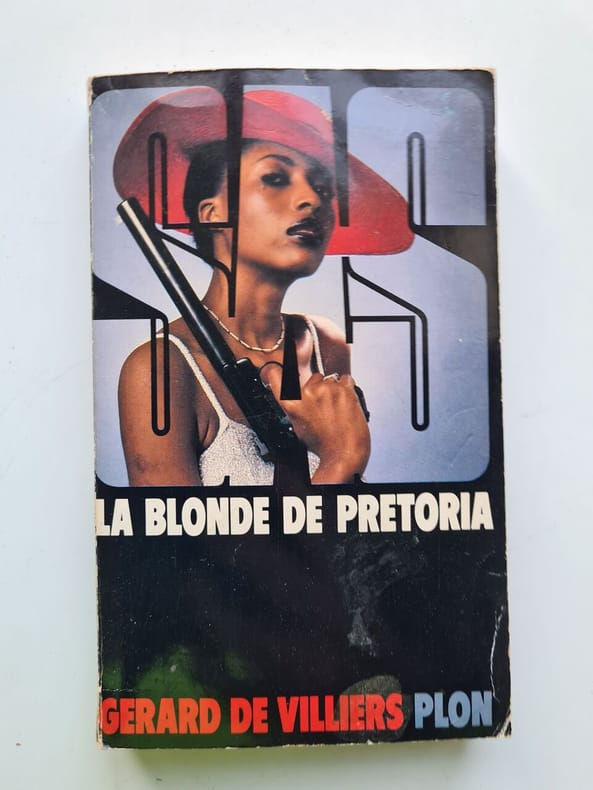 SAS
LA BLONDE DE PRETORIA
GERARD DE VILLIERS PLON